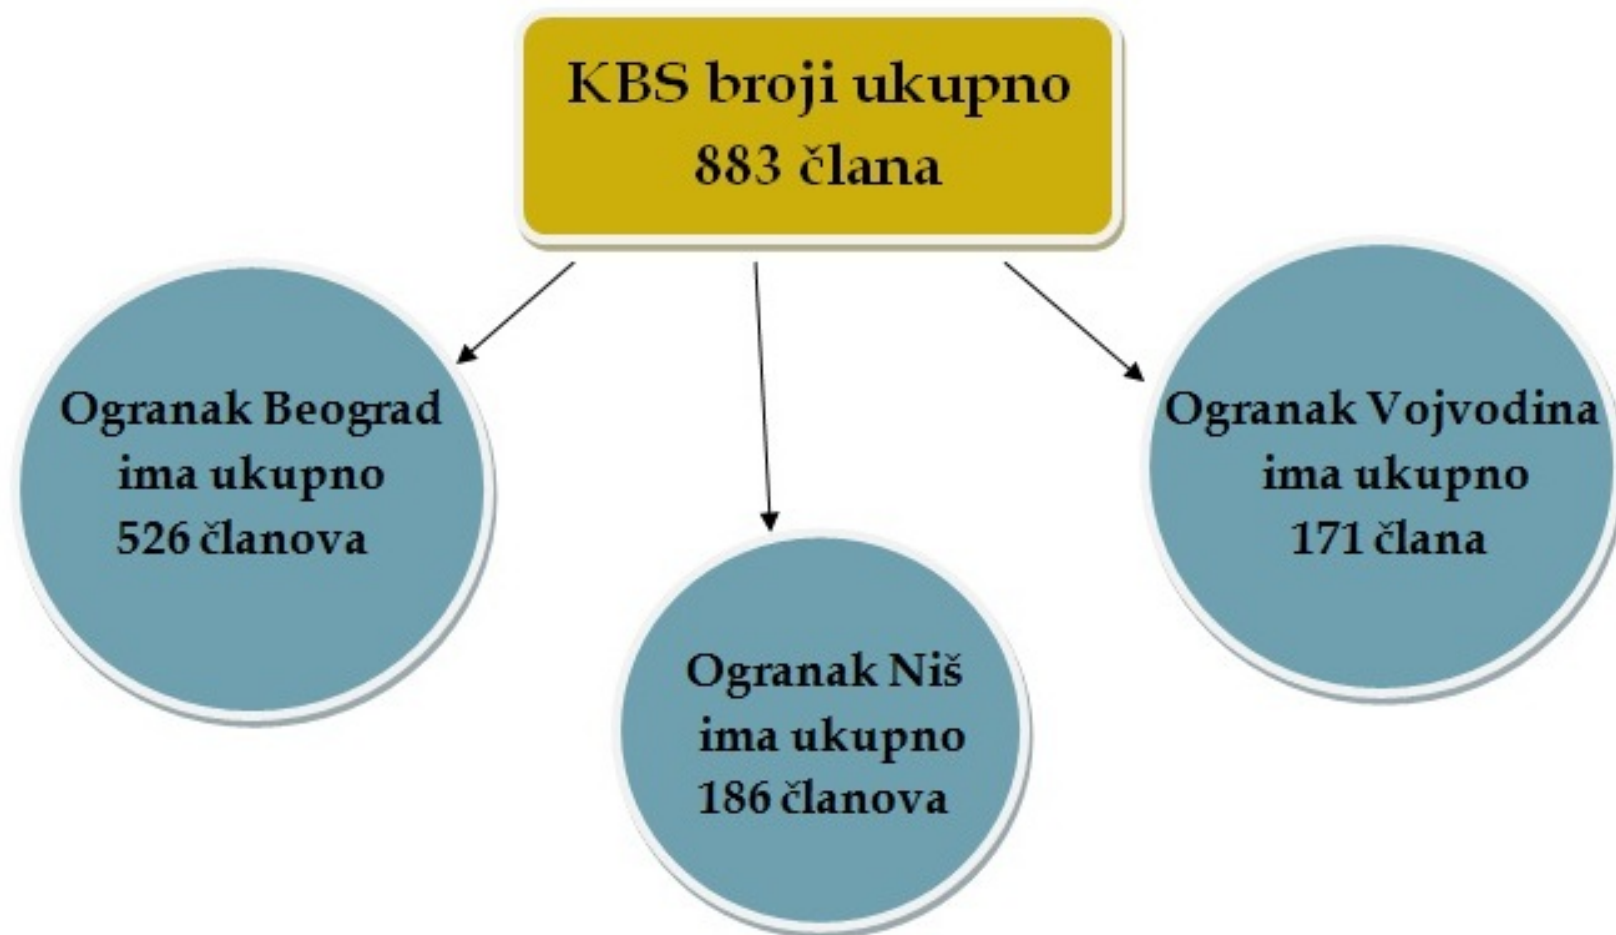 KBS broji ukupno
883 člana
Ogranak Beograd
ima ukupno
526 članova
Ogranak Niš
ima ukupno
186 članova
Ogranak Vojvodina
ima ukupno
171 člana